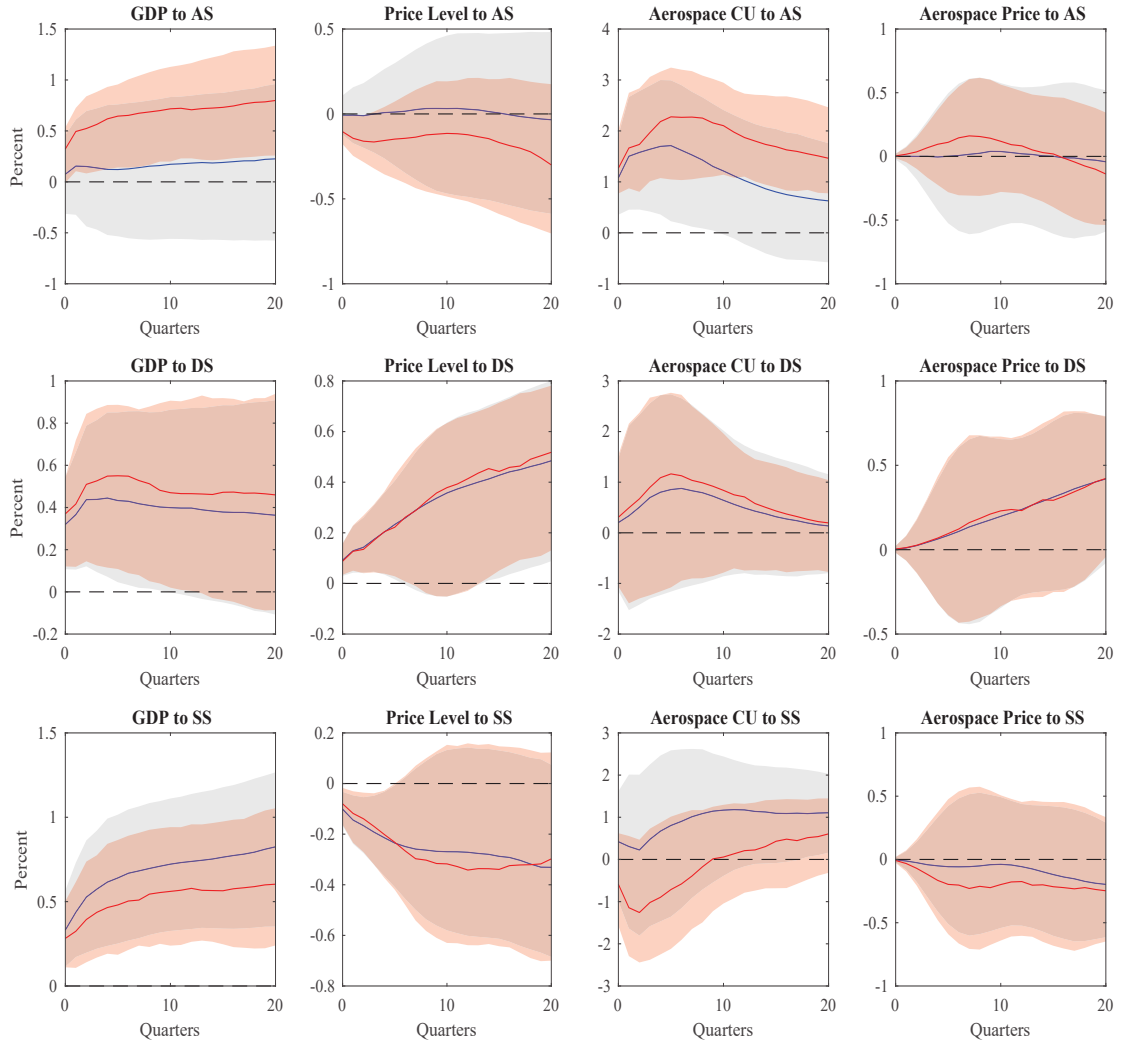 GDP to AS Price Level to AS Aerospace CU to AS Aerospace Price to AS
1.5 0.5 4 1
1 3
0.5 0 2 0.5
0 -0.5 1 0
-0.5 0 -0.5
-1 -1 -1 -1
Percent
0 10 20 0 10 20 0 10 20 0 10 20
Quarters Quarters Quarters Quarters
GDP to DS Price Level to DS Aerospace CU to DS Aerospace Price to DS
1 0.8 3 1
0.8 0.6 2
0.6 0.4 1 0.5
0.4 0.2 0 0
0.2 0 -1
0
-0.2 -0.2 -2 -0.5
Percent
0 10 20 0 10 20 0 10 20 0 10 20
Quarters Quarters Quarters Quarters
GDP to SS Price Level to SS Aerospace CU to SS Aerospace Price to SS
1.5 0.2 3 1
0 2
1 -0.2 1 0.5
0 0
0.5 -0.4 -1 -0.5
-0.6 -2
0 -0.8 -3 -1
Percent
0 10 20 0 10 20 0 10 20 0 10 20
Quarters Quarters Quarters Quarters